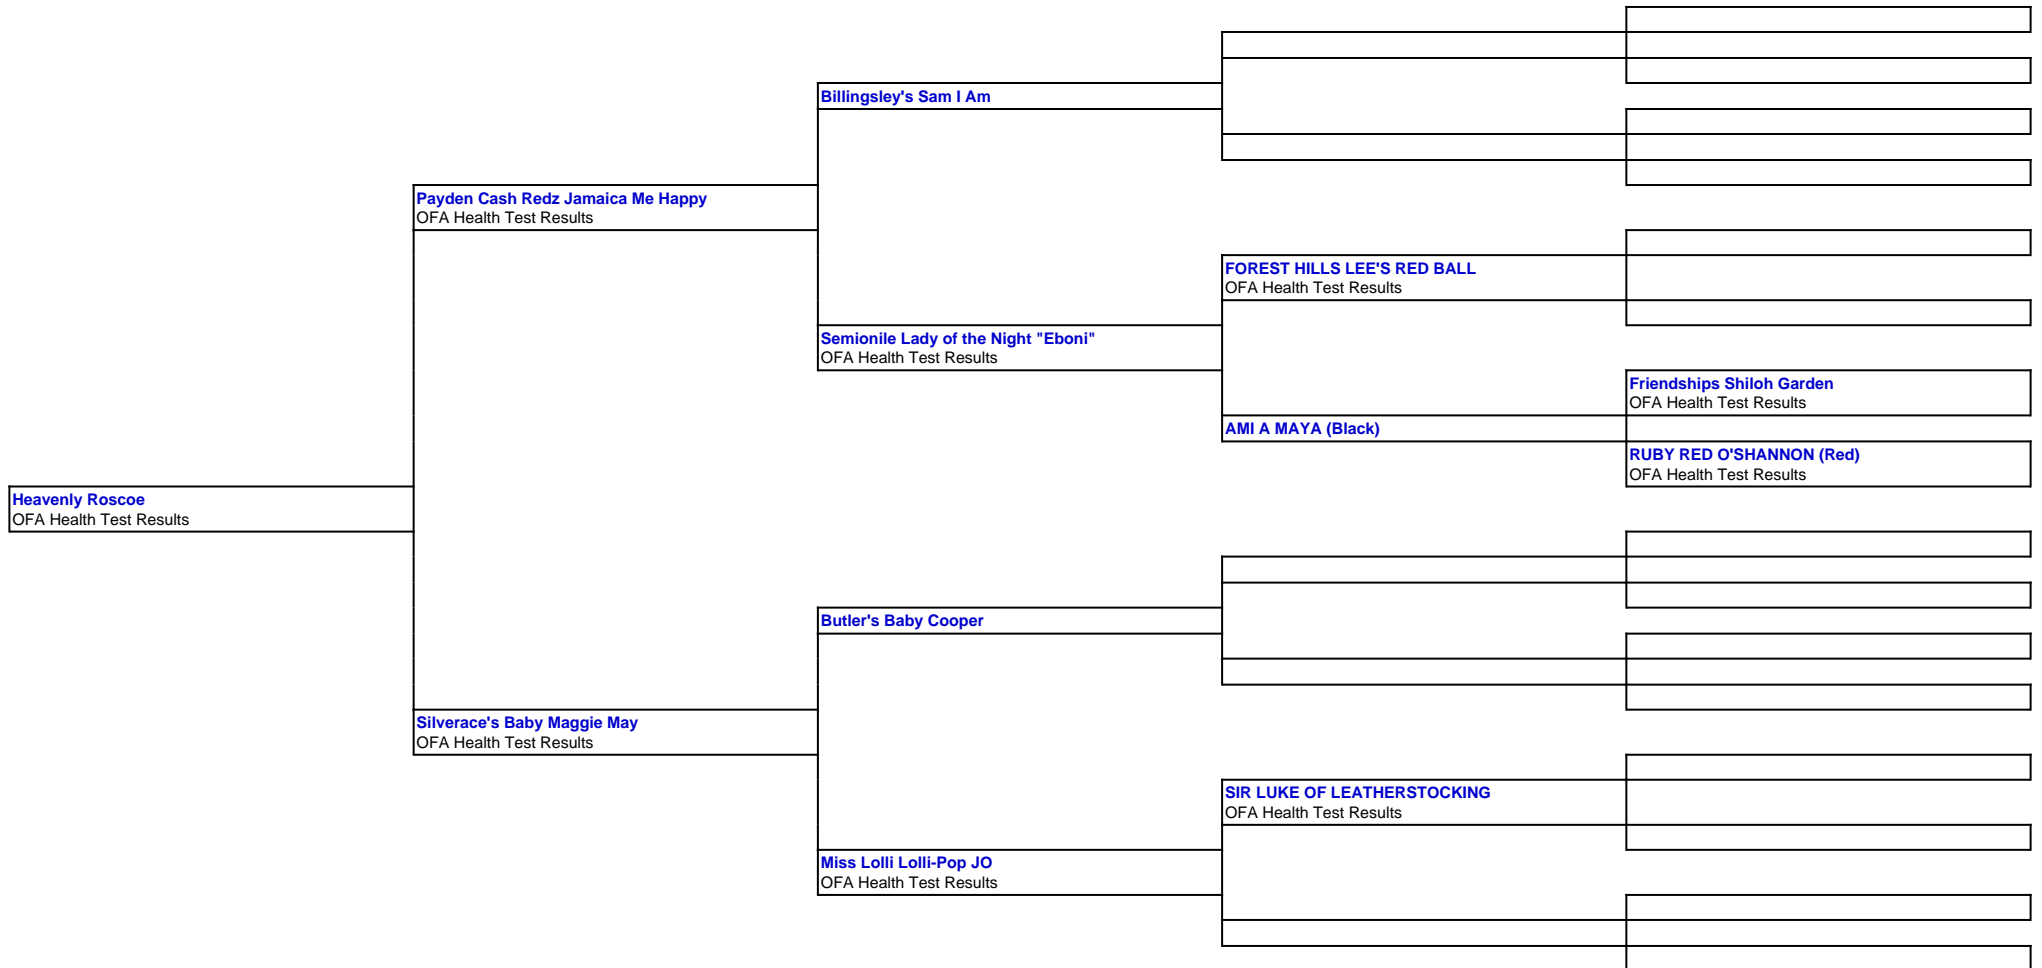 Billingsley's Sam I Am
Payden Cash Redz Jamaica Me Happy
OFA Health Test Results
FOREST HILLS LEE'S RED BALL
OFA Health Test Results
Semionile Lady of the Night "Eboni"
OFA Health Test Results
Friendships Shiloh Garden
OFA Health Test Results
AMI A MAYA (Black)
RUBY RED O'SHANNON (Red)
OFA Health Test Results
Heavenly Roscoe
OFA Health Test Results
Butler's Baby Cooper
Silverace's Baby Maggie May
OFA Health Test Results
SIR LUKE OF LEATHERSTOCKING
OFA Health Test Results
Miss Lolli Lolli-Pop JO
OFA Health Test Results